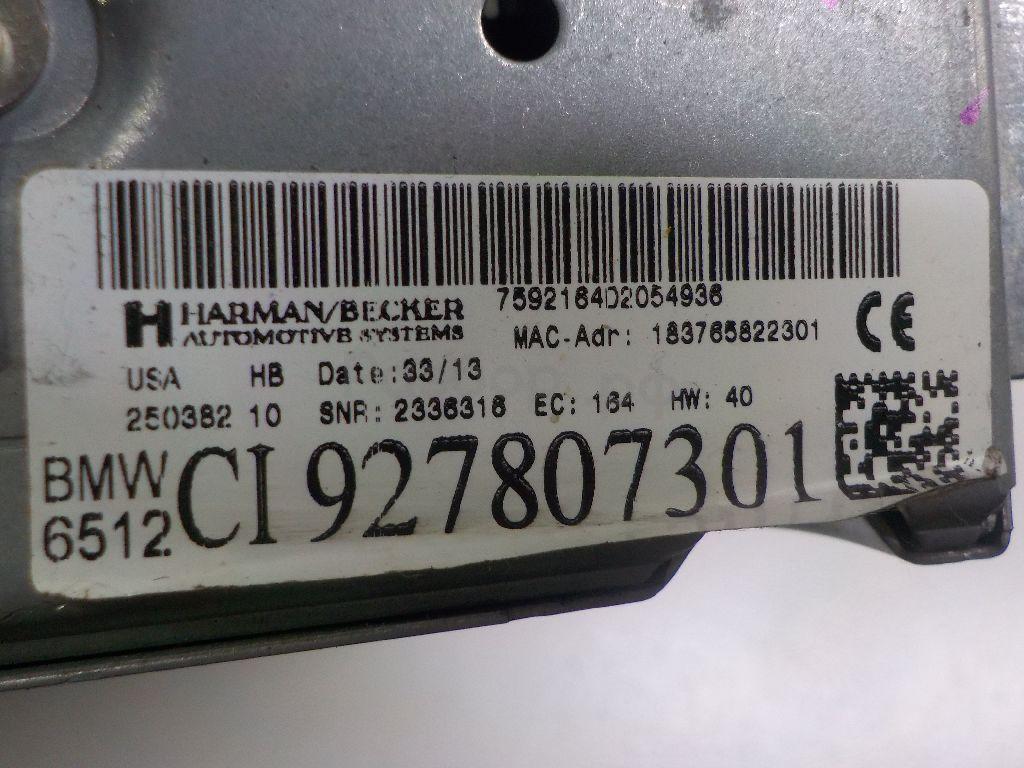 7592164D2054936
HARMAN/BECKER
AUTOMOTIVE SYSTEMS
MAC-Adr: 183765822301
CE
USA HB Date:33/13
250382 10 SNR: 2336316 EC: 164 HW: 40
BMW
6512 CI 927807301